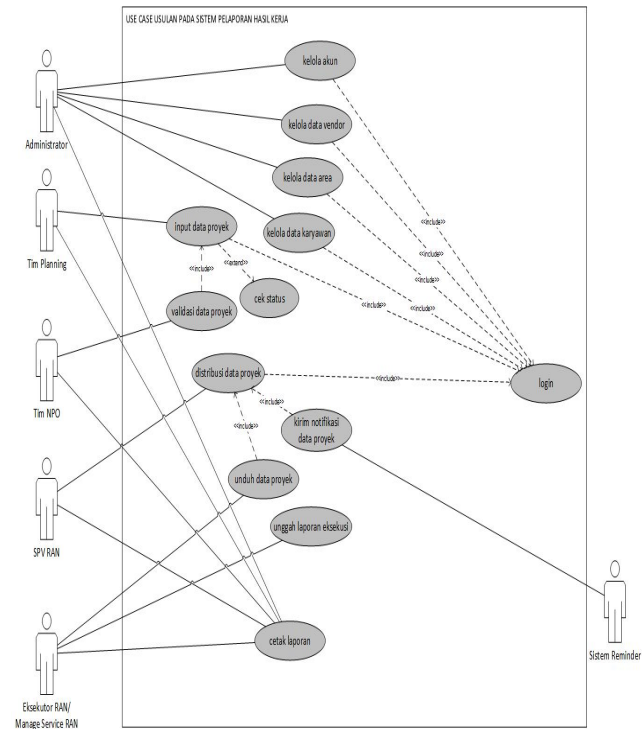 USE CASE USULAN PADA SISTEM PELAPORAN HASIL KERJA
kelola akun
Administrator
kelola data vendor
kelola data area
input data proyek
kelola data karyawan
<<include>>
Tim Planning
<<include>>
<<extend>>
<<include>>
cek status
<<include>>
<<include>>
<<include>>
validasi data proyek
distribusi data proyek
<<include>>
login
Tim NPO
<<include>>
kirim notifikasi
data proyek
<<include>>
unduh data proyek
unggah laporan eksekusi
SPV RAN
cetak laporan
Sistem Reminder
Eksekutor RAN/
Manage Service RAN